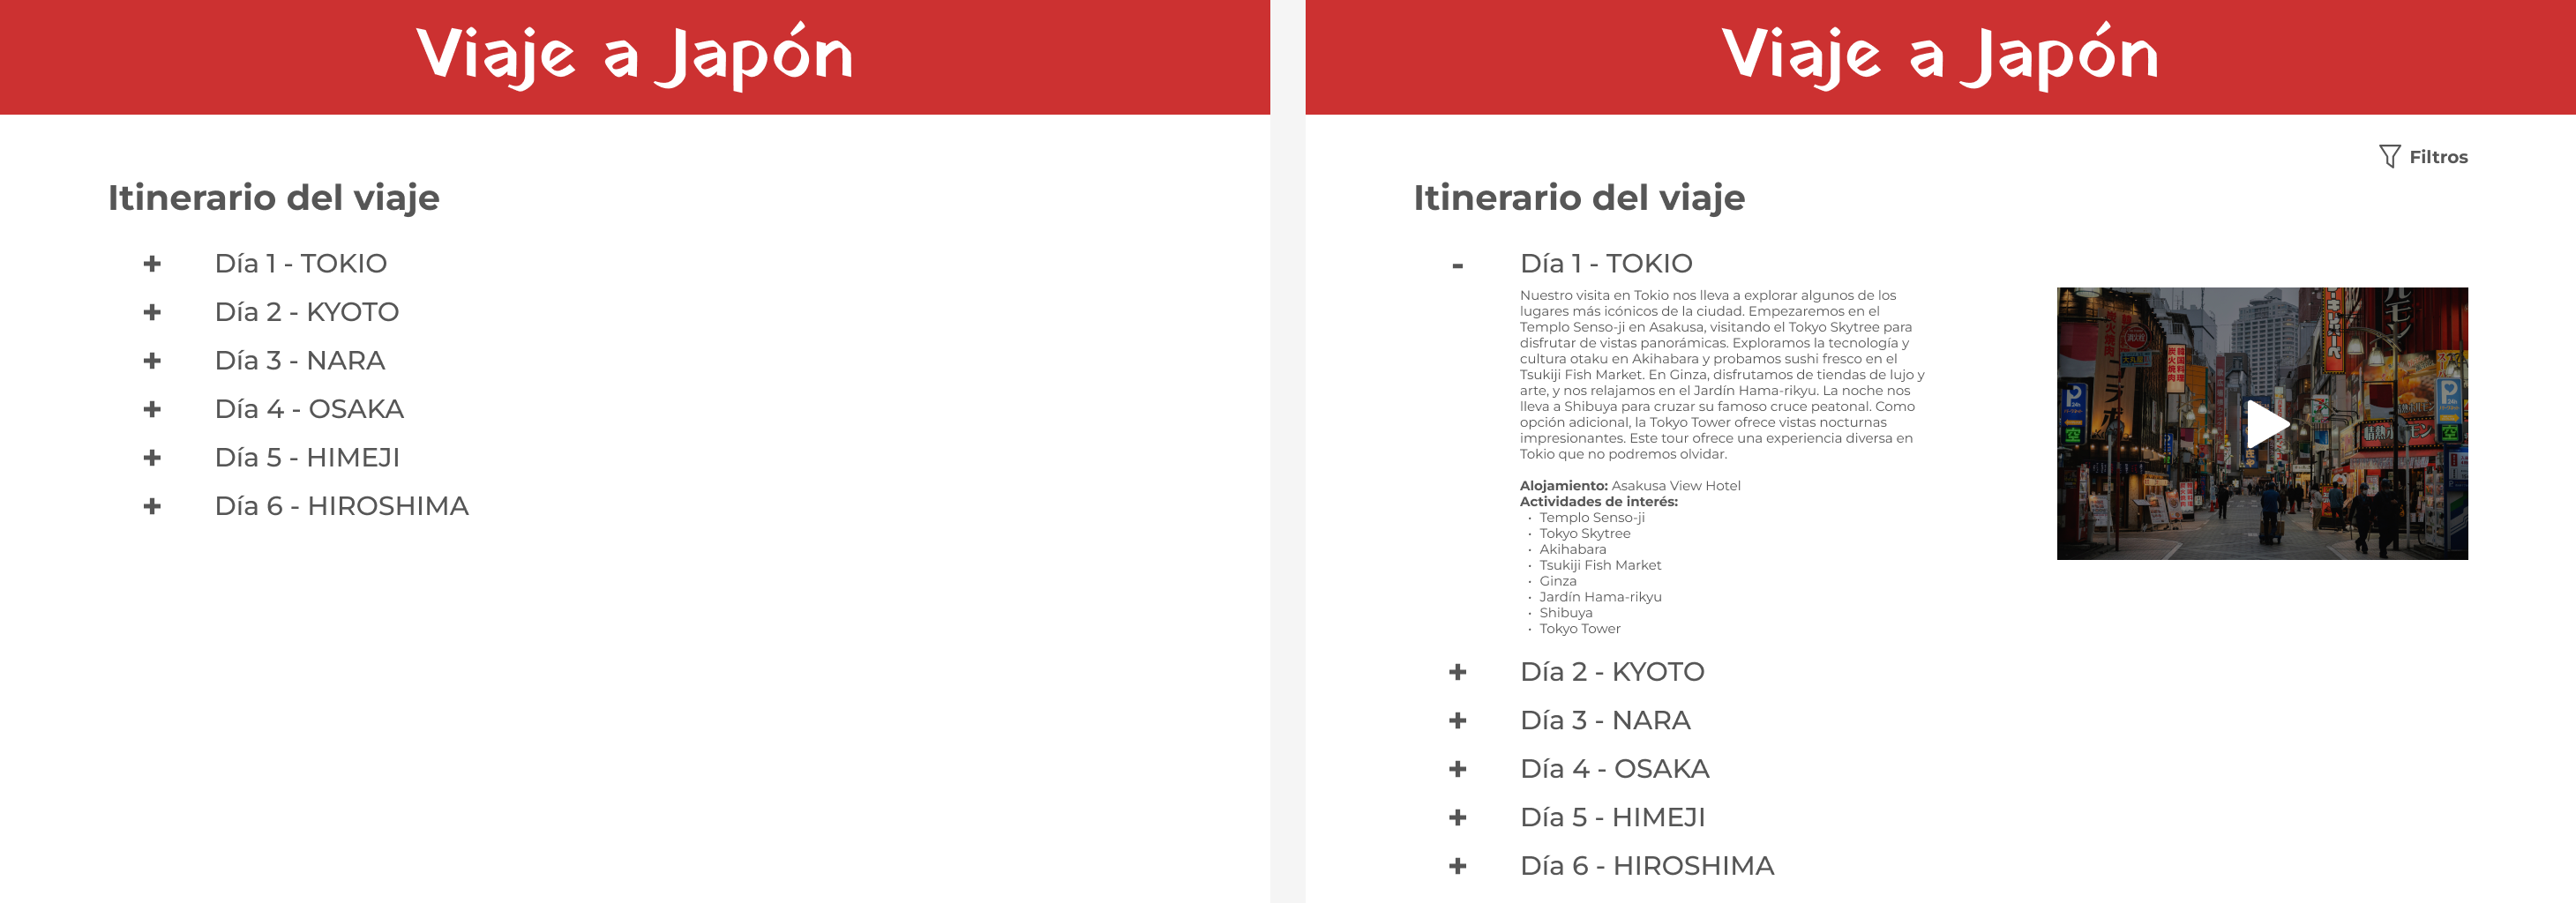 Viaje a Japón
Itinerario del viaje
+ Día 1 - TOKIO
+ Día 2 - KYOTO
+ Día 3 - NARA
+ Día 4 - OSAKA
+ Día 5 - HIMEJI
+ Día 6 - HIROSHIMA
Viaje a Japón
Filtros
Itinerario del viaje
- Día 1 - TOKIO
Nuestro visita en Tokio nos lleva a explorar algunos de los
lugares más icónicos de la ciudad. Empezaremos en el
Templo Senso-ji en Asakusa, visitando el Tokyo Skytree para
disfrutar de vistas panorámicas. Exploramos la tecnología y
cultura otaku en Akihabara y probamos sushi fresco en el
Tsukiji Fish Market. En Ginza, disfrutamos de tiendas de lujo y
arte, y nos relajamos en el Jardín Hama-rikyu. La noche nos
lleva a Shibuya para cruzar su famoso cruce peatonal. Como
opción adicional, la Tokyo Tower ofrece vistas nocturnas
impresionantes. Este tour ofrece una experiencia diversa en
Tokio que no podremos olvidar.
Alojamiento: Asakusa View Hotel
Actividades de interés:
• Templo Senso-ji
• Tokyo Skytree
• Akihabara
• Tsukiji Fish Market
• Ginza
• Jardín Hama-rikyu
• Shibuya
• Tokyo Tower
+ Día 2 - KYOTO
+ Día 3 - NARA
+ Día 4 - OSAKA
+ Día 5 - HIMEJI
+ Día 6 - HIROSHIMA